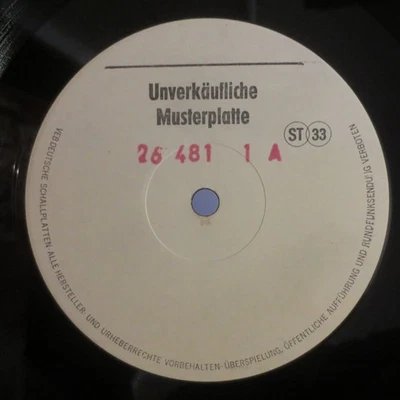 Unverkäufliche
Musterplatte
ST 33
26 481 1 A
VEB DEUTSCHE SCHALLPLATTEN·ALLE HERSTELLER- UND URHEBERRECHTE VORBEHALTEN·ÜBERSPIELUNG, ÖFFENTLICHE AUFFÜHRUNG UND RUNDFUNKSENDUNG VERBOTEN